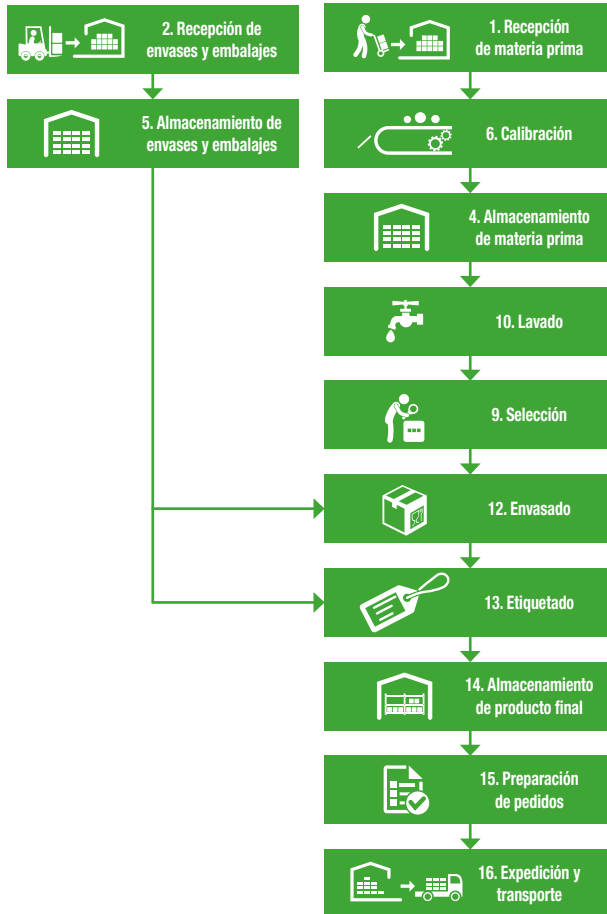 2. Recepción de
envases y embalajes
5. Almacenamiento de
envases y embalajes
1. Recepción
de materia prima
6. Calibración
4. Almacenamiento
de materia prima
10. Lavado
9. Selección
12. Envasado
13. Etiquetado
14. Almacenamiento
de producto final
15. Preparación
de pedidos
16. Expedición y
transporte